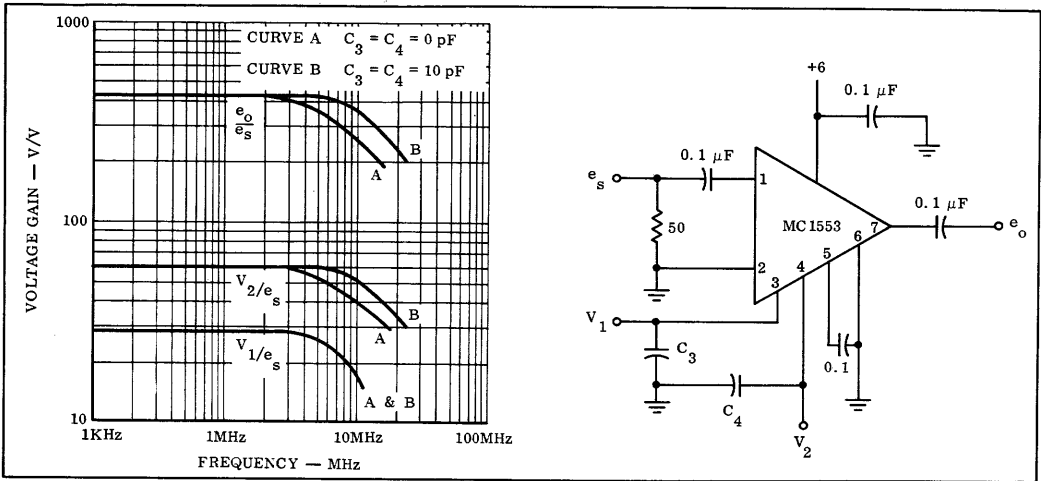 1000
CURVE A C₃ = C₄ = 0 pF
CURVE B C₃ = C₄ = 10 pF
e₀
eₛ
B
A
100
VOLTAGE GAIN — V/V
V₂/eₛ
B
A
V₁/eₛ
A & B
10
1KHz 1MHz 10MHz 100MHz
FREQUENCY — MHz
+6
0.1 μF
0.1 μF
eₛ
1
50
MC1553
7
0.1 μF
e₀
2
3
4
5
6
V₁
C₃
0.1
C₄
V₂